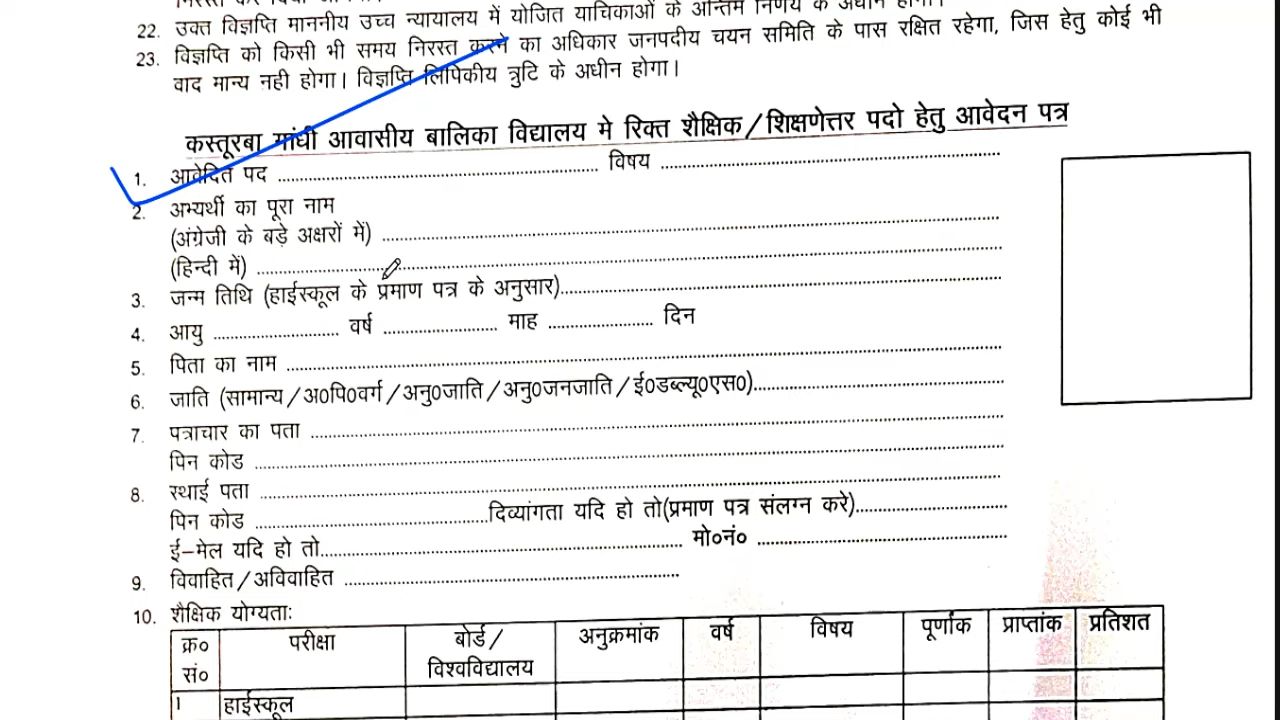 22. उक्त विज्ञप्ति माननीय उच्च न्यायालय में योजित याचिकाओं के अन्तिम निर्णय के अधीन होगी।
23. विज्ञप्ति को किसी भी समय निरस्त करने का अधिकार जनपदीय चयन समिति के पास रक्षित रहेगा, जिस हेतु कोई भी
वाद मान्य नही होगा। विज्ञप्ति लिपिकीय त्रुटि के अधीन होगा।
कस्तूरबा गांधी आवासीय बालिका विद्यालय मे रिक्त शैक्षिक/शिक्षणेत्तर पदो हेतु आवेदन पत्र
1. आवेदित पद .......................................................... विषय ..........................................................
2. अभ्यर्थी का पूरा नाम
(अंग्रेजी के बड़े अक्षरों में) ..........................................................
(हिन्दी में) ..........................................................
3. जन्म तिथि (हाईस्कूल के प्रमाण पत्र के अनुसार)..........................................................
4. आयु ........................ वर्ष ...................... माह .................... दिन
5. पिता का नाम ..........................................................
6. जाति (सामान्य/अ0पि0वर्ग/अनु0जाति/अनु0जनजाति/ई0डब्ल्यू0एस0)..........................................................
7. पत्राचार का पता ..........................................................
पिन कोड ..........................................................
8. स्थाई पता ..........................................................
पिन कोड ..............................................दिव्यांगता यदि हो तो(प्रमाण पत्र संलग्न करे)..............................
ई-मेल यदि हो तो.......................................................... मो०नं० ..............................................
9. विवाहित/अविवाहित ..........................................................
10. शैक्षिक योग्यताः
क्र० सं० परीक्षा बोर्ड/ विश्वविद्यालय अनुक्रमांक वर्ष विषय पूर्णांक प्राप्तांक प्रतिशत
1 हाईस्कूल